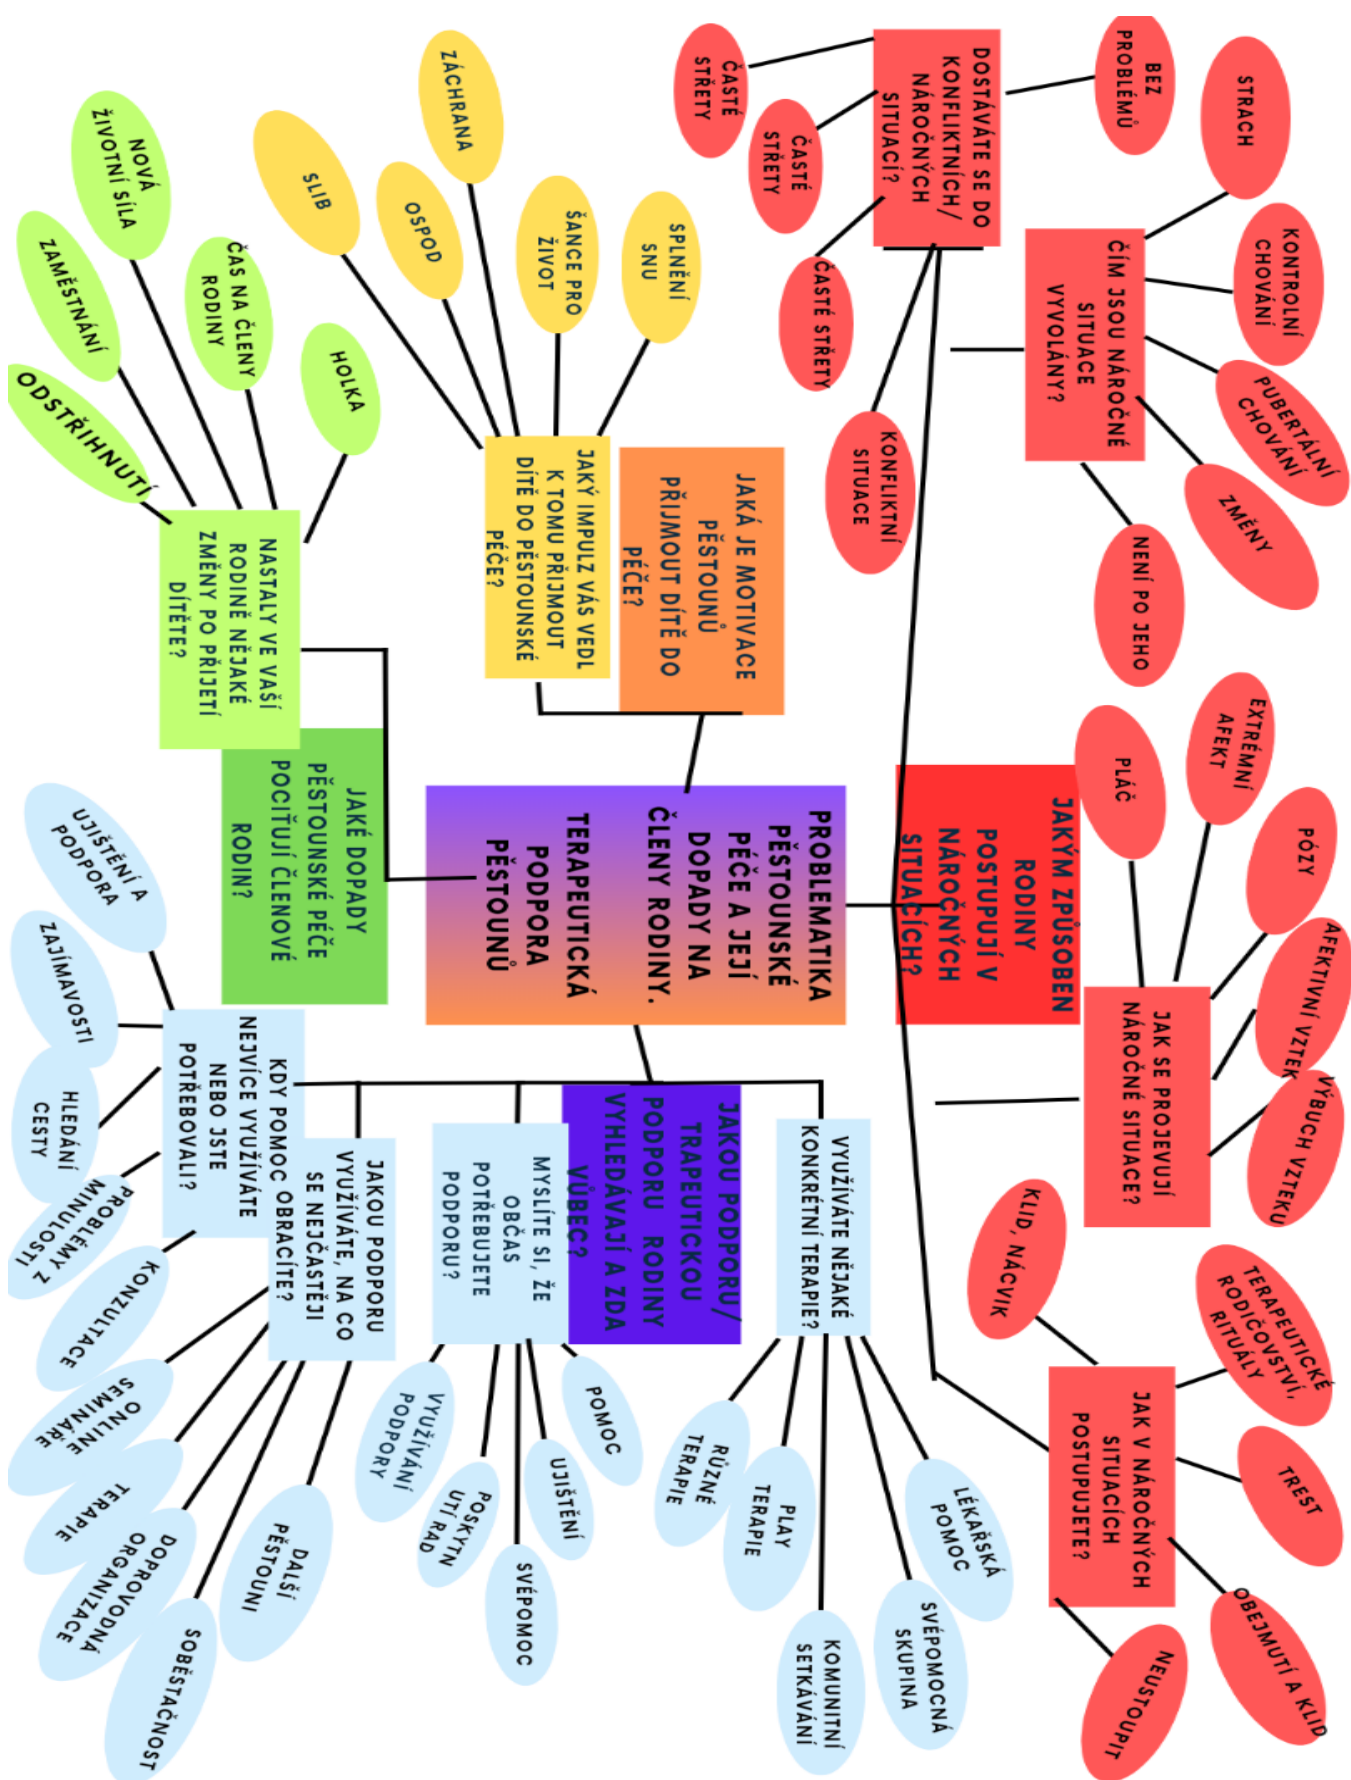 BEZ
PROBLÉMŮ
DOSTÁVÁTE SE DO
KONFLIKTNÍCH/
NÁROČNÝCH
SITUACÍ?
ČASTÉ
STŘETY
ČASTÉ
STŘETY
ČASTÉ STŘETY
KONFLIKTNÍ
SITUACE
STRACH
KONTROLNÍ
CHOVÁNÍ
PUBERTÁLNÍ
CHOVÁNÍ
ZMĚNY
NENÍ PO JEHO
ČÍM JSOU NÁROČNÉ
SITUACE
VYVOLÁNY?
EXTRÉMNÍ
AFEKT
PLÁČ
PÓZY
AFEKTIVNÍ VZTEK
VÝBUCH VZTEKU
JAK SE PROJEVUJÍ
NÁROČNÉ SITUACE?
KLID, NÁCVIK
TERAPEUTICKÉ
RODIČOVSTVÍ,
RITUÁLY
TREST
OBEJMUTÍ A KLID
NEUSTOUPIT
JAK V NÁROČNÝCH
SITUACÍCH
POSTUPUJETE?
JAKÝM ZPŮSOBEN
RODINY
POSTUPUJÍ V
NÁROČNÝCH
SITUACÍCH?
ZÁCHRANA
SLIB
OSPOD
ŠANCE PRO
ŽIVOT
SPLNĚNÍ
SNU
JAKÝ IMPULZ VÁS VEDL
K TOMU PŘIJMOUT
DÍTĚ DO PĚSTOUNSKÉ
PÉČE?
JAKÁ JE MOTIVACE
PĚSTOUNŮ
PŘIJMOUT DÍTĚ DO
PÉČE?
PROBLEMATIKA
PĚSTOUNSKÉ
PÉČE A JEJÍ
DOPADY NA
ČLENY RODINY.
TERAPEUTICKÁ
PODPORA
PĚSTOUNŮ
NOVÁ
ŽIVOTNÍ SÍLA
ZAMĚSTNÁNÍ
ČAS NA ČLENY
RODINY
HOLKA
ODSTŘIHNUTÍ
NASTALY VE VAŠÍ
RODINĚ NĚJAKÉ
ZMĚNY PO PŘIJETÍ
DÍTĚTE?
JAKÉ DOPADY
PĚSTOUNSKÉ PÉČE
POCIŤUJÍ ČLENOVÉ
RODIN?
JAKOU PODPORU/
TRAPEUTICKOU
PODPORU RODINY
VYHLEDÁVAJÍ A ZDA
VŮBEC?
VYUŽÍVÁTE NĚJAKÉ
KONKRÉTNÍ TERAPIE?
LÉKAŘSKÁ
POMOC
SVÉPOMOCNÁ
SKUPINA
KOMUNITNÍ
SETKÁVÁNÍ
PLAY
TERAPIE
RŮZNÉ
TERAPIE
MYSLÍTE SI, ŽE
OBČAS
POTŘEBUJETE
PODPORU?
POMOC
UJIŠTĚNÍ
SVÉPOMOC
POSKYTN
UTÍ RAD
VYUŽÍVÁNÍ
PODPORY
JAKOU PODPORU
VYUŽÍVÁTE, NA CO
SE NEJČASTĚJI
OBRACÍTE?
DALŠÍ
PĚSTOUNI
SOBĚSTAČNOST
DOPROVODNÁ
ORGANIZACE
TERAPIE
ONLINE
SEMINÁŘE
KDY POMOC
NEJVÍCE VYUŽÍVÁTE
NEBO JSTE
POTŘEBOVALI?
UJIŠTĚNÍ A
PODPORA
ZAJÍMAVOSTI
HLEDÁNÍ
CESTY
PROBLÉMY Z
MINULOSTI
KONZULTACE